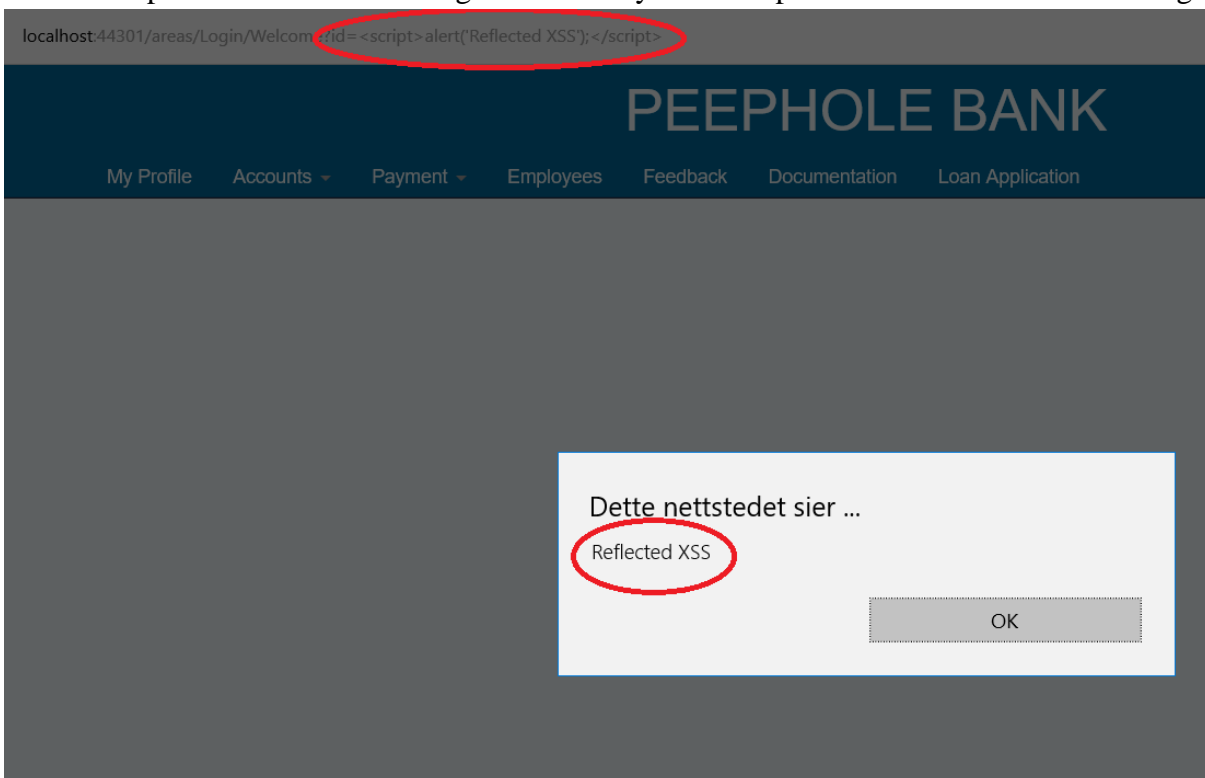 localhost:44301/areas/Login/Welcome?id=<script>alert('Reflected XSS');</script>
PEEPHOLE BANK
My Profile Accounts Payment Employees Feedback Documentation Loan Application
Dette nettstedet sier ...
Reflected XSS
OK